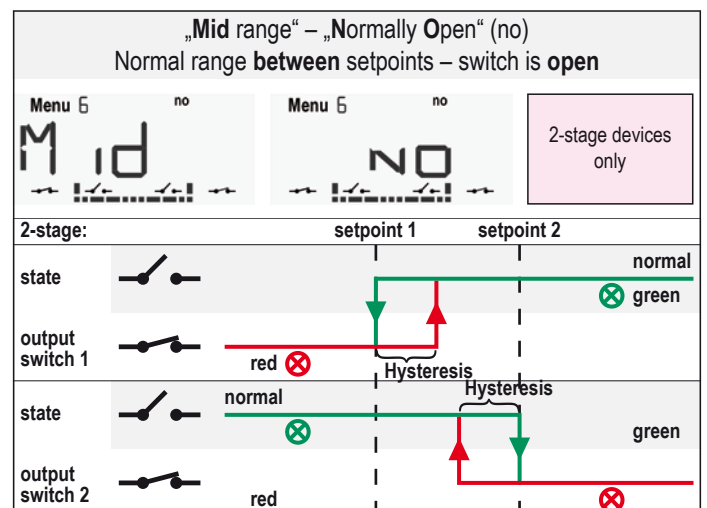 „Mid range“ – „Normally Open“ (no)
Normal range between setpoints – switch is open
Menu 6 no
Mid
Menu 6 no
NO
2-stage devices
only
2-stage: setpoint 1 setpoint 2
state normal
green
output
switch 1
red
Hysteresis
Hysteresis
state normal
green
output
switch 2
red